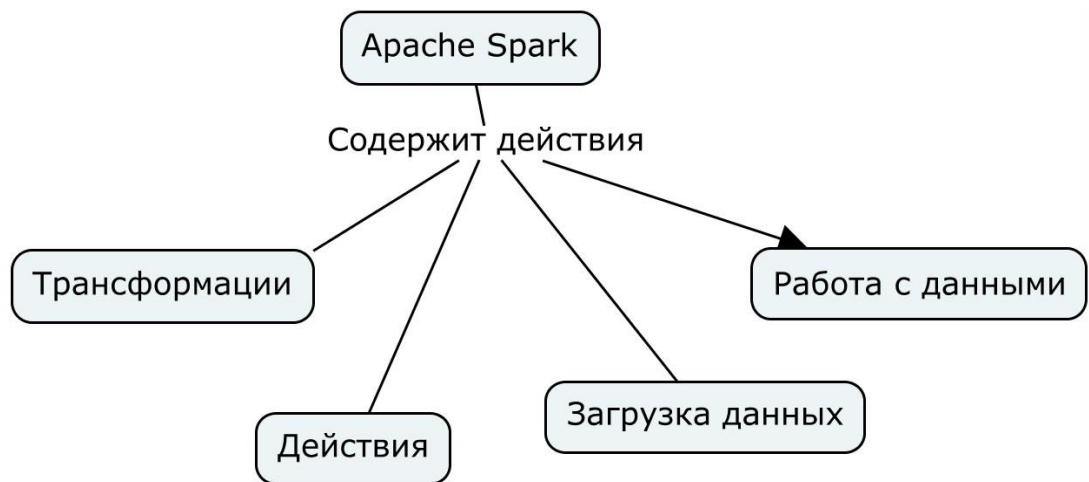 Apache Spark
Содержит действия
Трансформации
Работа с данными
Действия
Загрузка данных